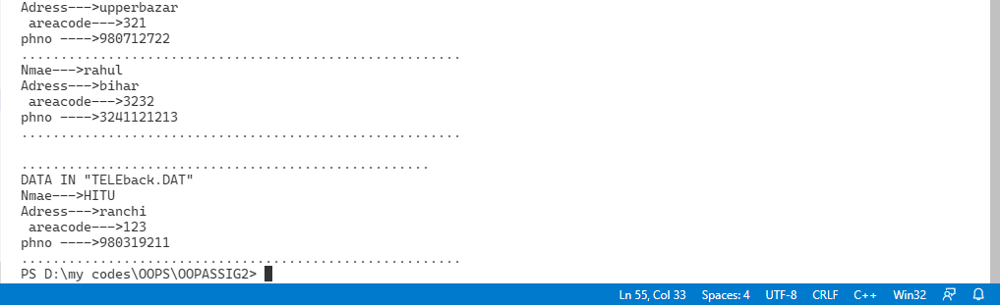 Adress--->upperbazar
 areacode--->321
phno ---->980712722
........................................................
Nmae--->rahul
Adress--->bihar
 areacode--->3232
phno ---->3241121213
........................................................
....................................................
DATA IN "TELEback.DAT"
Nmae--->HITU
Adress--->ranchi
 areacode--->123
phno ---->980319211
........................................................
PS D:\my codes\OOPS\OOPASSIG2>
Ln 55, Col 33 Spaces: 4 UTF-8 CRLF C++ Win32